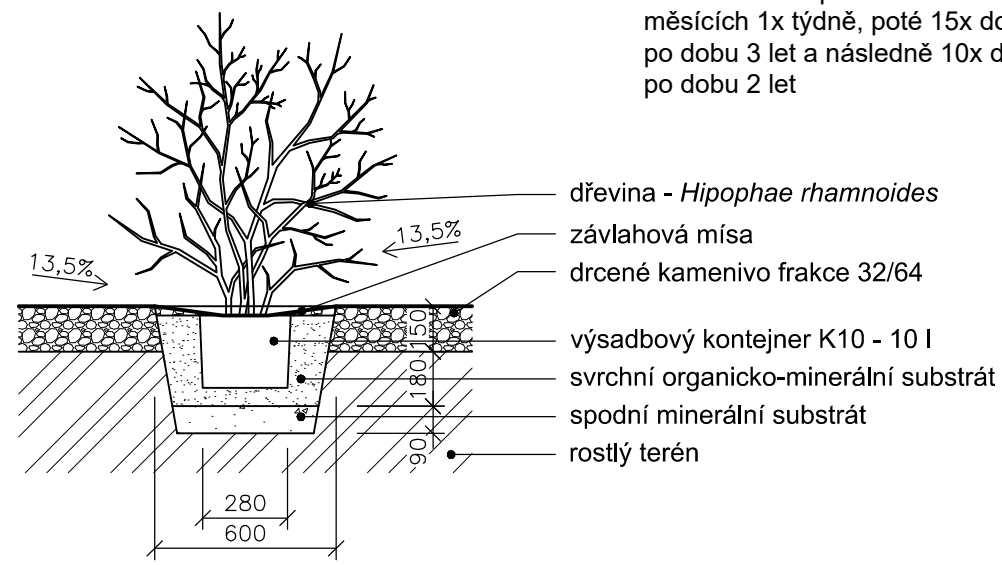 měsících 1x týdně, poté 15x
po dobu 3 let a následně 10x
po dobu 2 let
dřevina - Hipophae rhamnoides
závlahová mísa
drcené kamenivo frakce 32/64
výsadbový kontejner K10 - 10 l
svrchní organicko-minerální substrát
spodní minerální substrát
rostlý terén
13,5%
13,5%
150
180
90
280
600